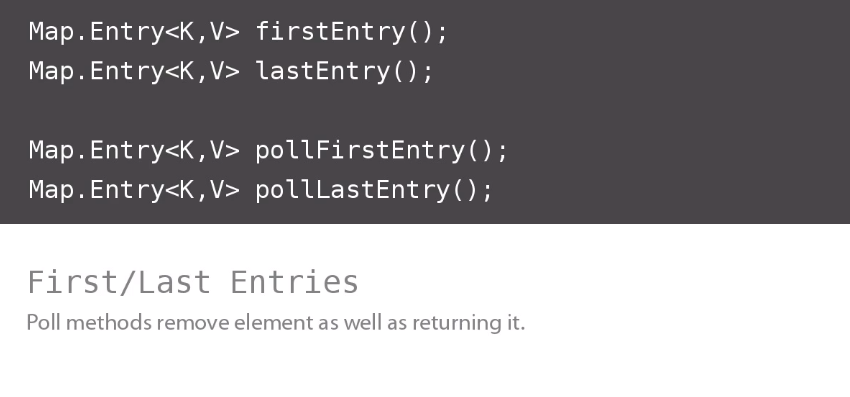 Map.Entry<K,V> firstEntry();
Map.Entry<K,V> lastEntry();
Map.Entry<K,V> pollFirstEntry();
Map.Entry<K,V> pollLastEntry();
First/Last Entries
Poll methods remove element as well as returning it.